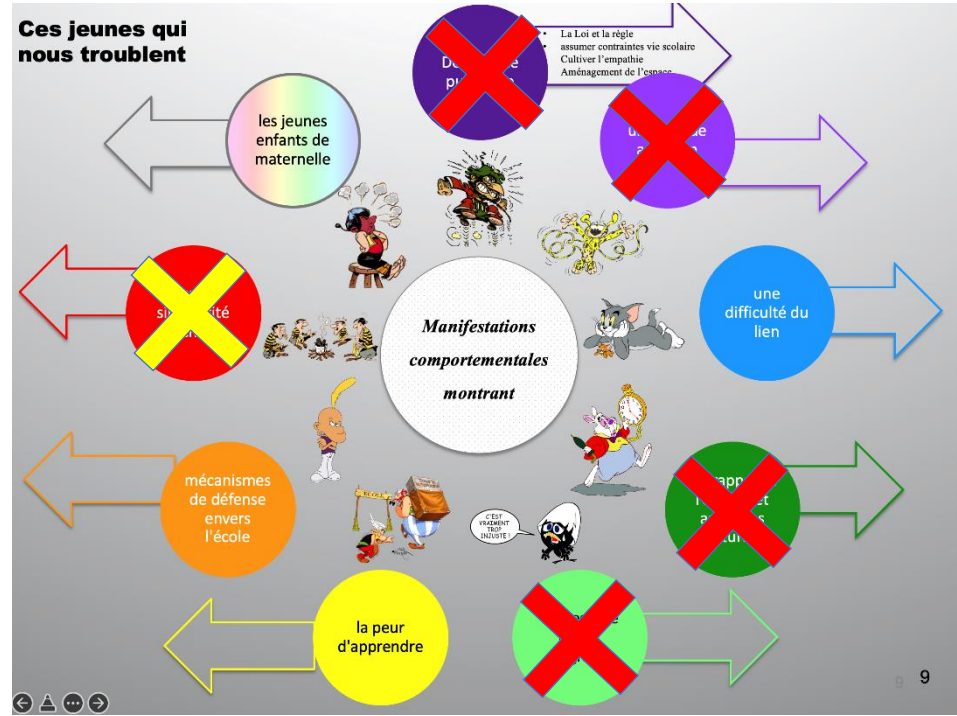 Ces jeunes qui
nous troublent
• La Loi et la règle
• assumer contraintes vie scolaire
Cultiver l'empathie
Aménagement de l'espace
les jeunes
enfants de
maternelle
une
difficulté du
lien
Manifestations
comportementales
montrant
mécanismes
de défense
envers
l'école
C'EST
VRAIMENT
TROP
INJUSTE !
la peur
d'apprendre
9
9